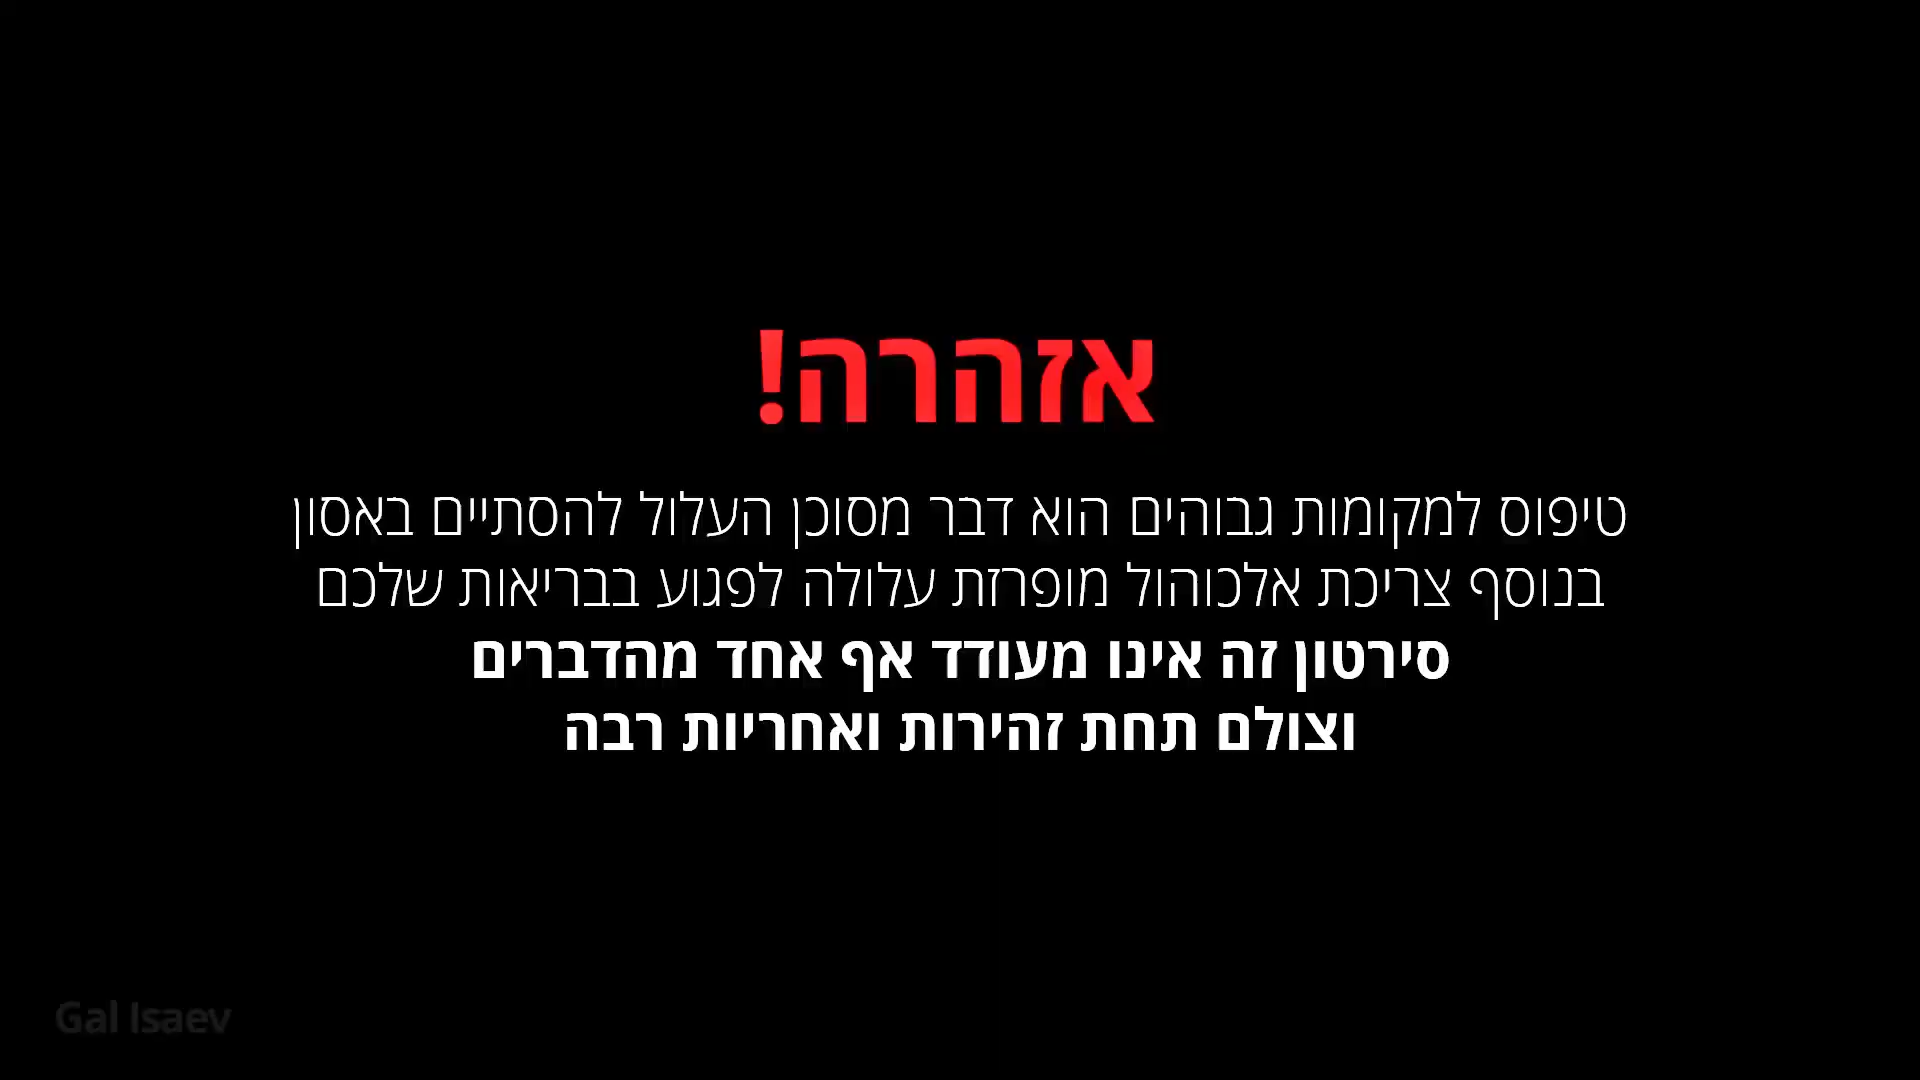 אזהרה!
טיפוס למקומות גבוהים הוא דבר מסוכן העלול להסתיים באסון
בנוסף צריכת אלכוהול מופרזת עלולה לפגוע בבריאות שלכם
סירטון זה אינו מעודד אף אחד מהדברים
וצולם תחת זהירות ואחריות רבה
Gal Isaev